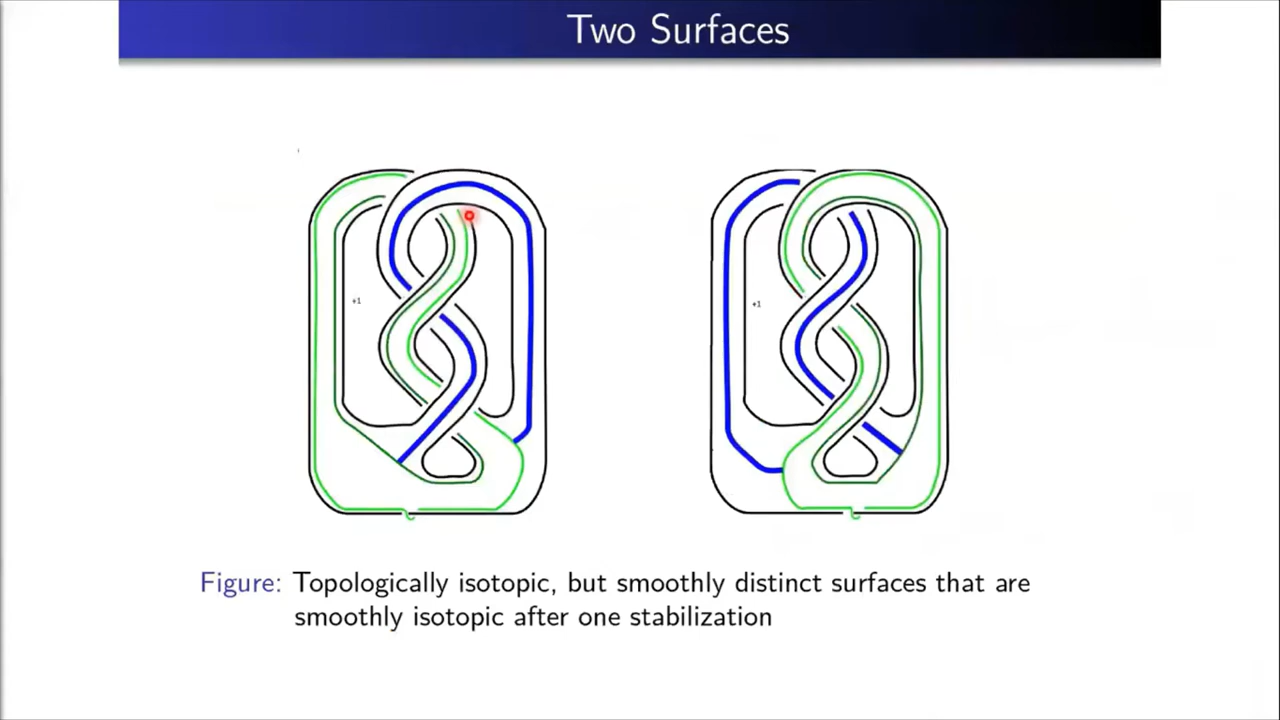 Two Surfaces
+1
+1
Figure: Topologically isotopic, but smoothly distinct surfaces that are
smoothly isotopic after one stabilization